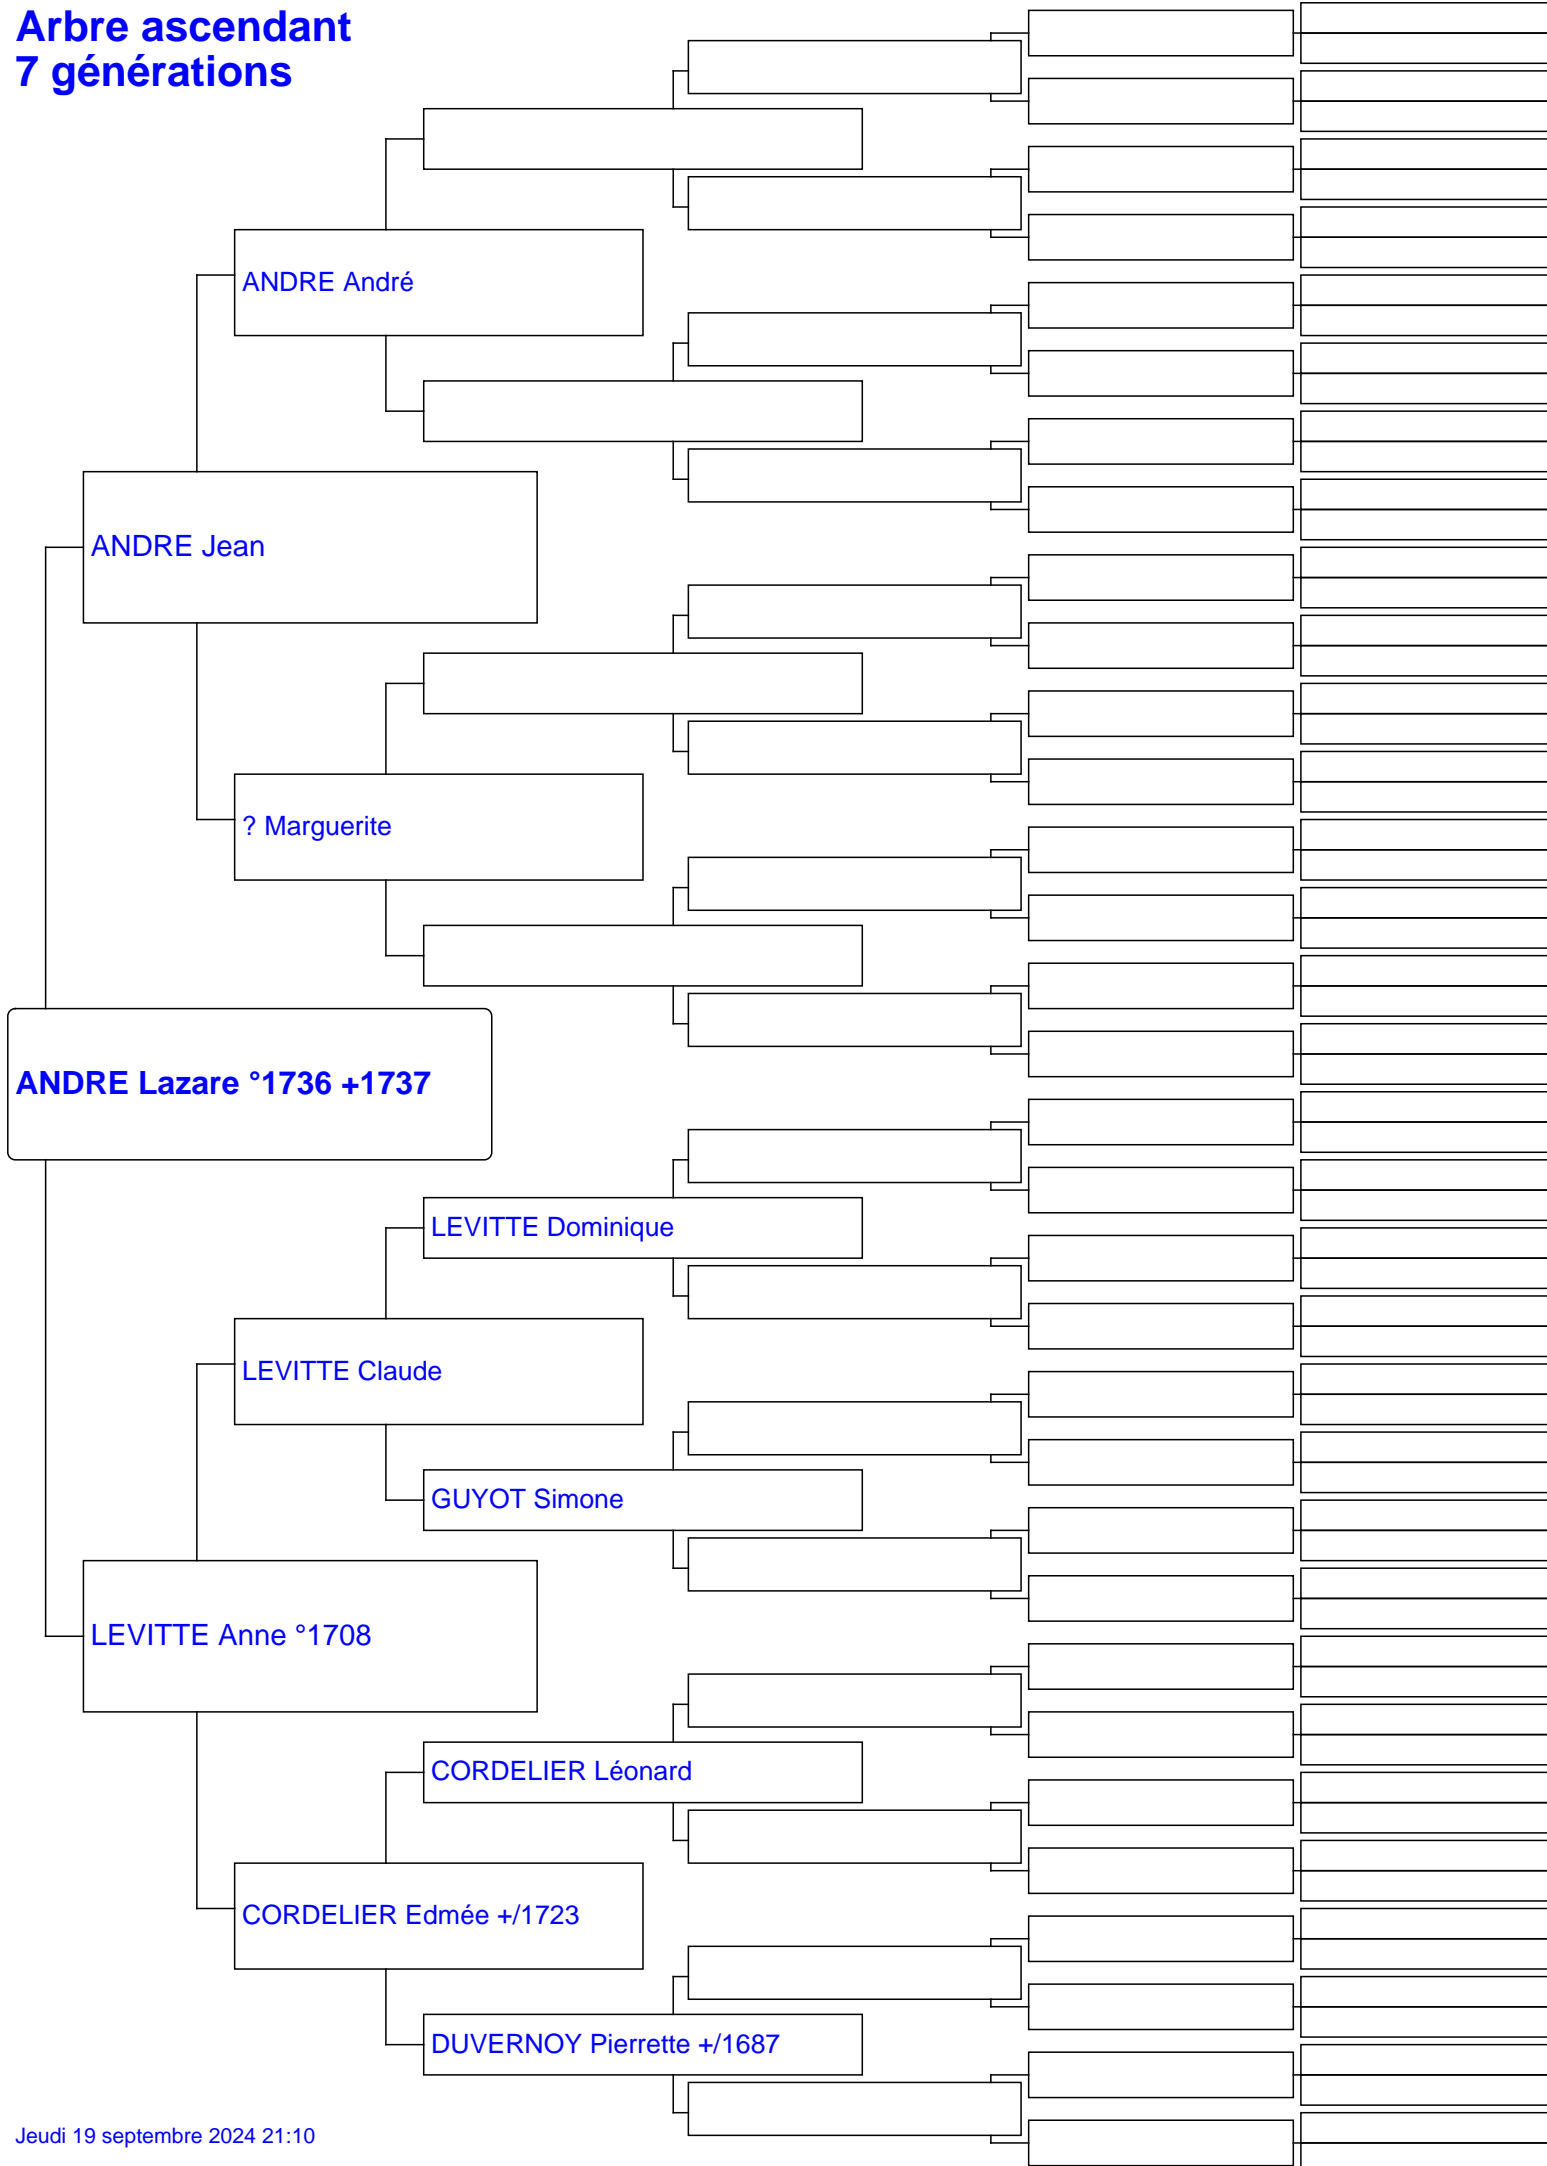 Arbre ascendant
7 générations
ANDRE André
ANDRE Jean
? Marguerite
ANDRE Lazare °1736 +1737
LEVITTE Dominique
LEVITTE Claude
GUYOT Simone
LEVITTE Anne °1708
CORDELIER Léonard
CORDELIER Edmée +/1723
DUVERNOY Pierrette +/1687
Jeudi 19 septembre 2024 21:10